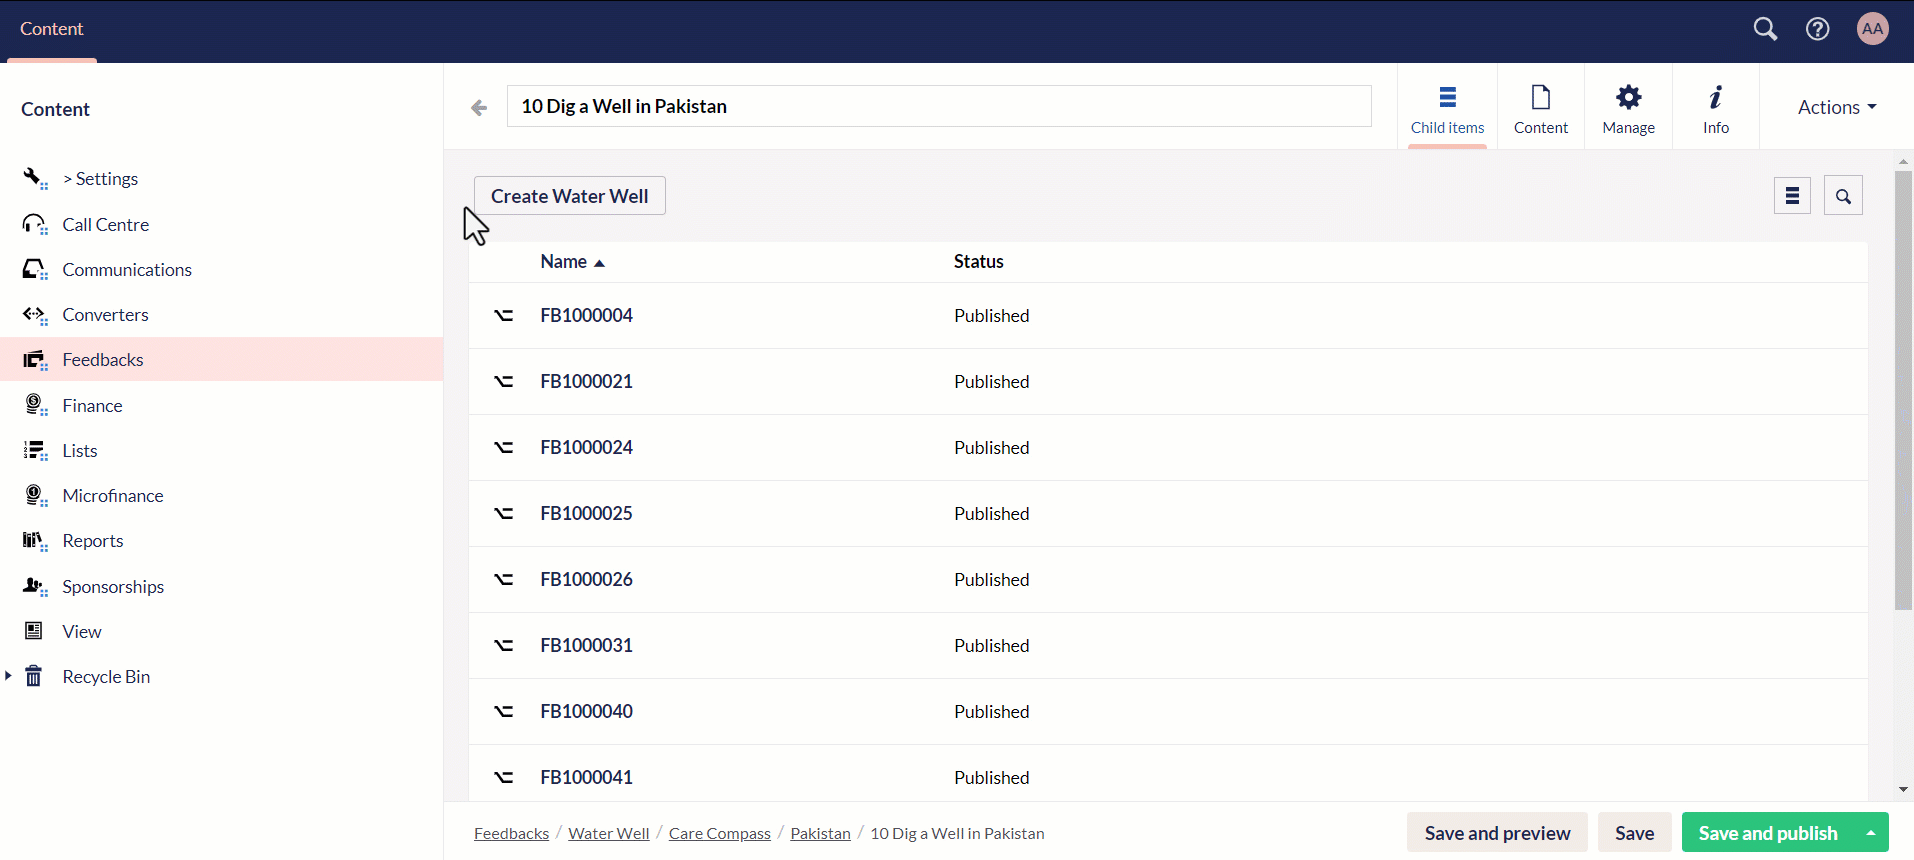 Content
AA
Content
> Settings
Call Centre
Communications
Converters
Feedbacks
Finance
Lists
Microfinance
Reports
Sponsorships
View
Recycle Bin
10 Dig a Well in Pakistan
Child items
Content
Manage
Info
Actions
Create Water Well
Name Status
FB1000004 Published
FB1000021 Published
FB1000024 Published
FB1000025 Published
FB1000026 Published
FB1000031 Published
FB1000040 Published
FB1000041 Published
Feedbacks / Water Well / Care Compass / Pakistan / 10 Dig a Well in Pakistan
Save and preview
Save
Save and publish